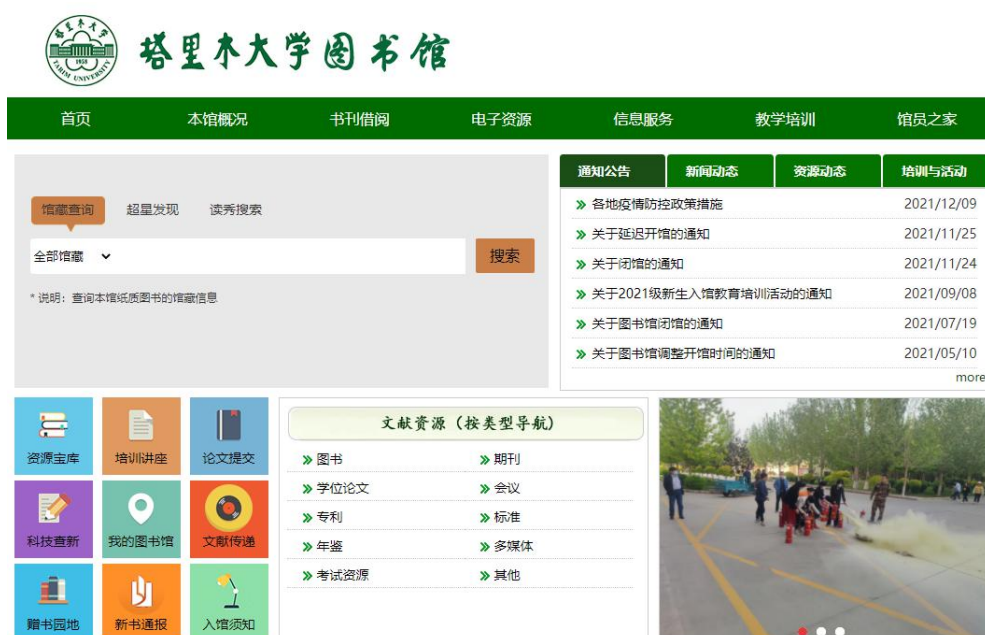 塔里木大学
1958
TARIM UNIVERSITY
塔里木大学图书馆
首页 本馆概况 书刊借阅 电子资源 信息服务 教学培训 馆员之家
馆藏查询 超星发现 读秀搜索
全部馆藏 搜索
* 说明：查询本馆纸质图书的馆藏信息
通知公告 新闻动态 资源动态 培训与活动
各地疫情防控政策措施 2021/12/09
关于延迟开馆的通知 2021/11/25
关于闭馆的通知 2021/11/24
关于2021级新生入馆教育培训活动的通知 2021/09/08
关于图书馆闭馆的通知 2021/07/19
关于图书馆调整开馆时间的通知 2021/05/10
more
资源宝库 培训讲座 论文提交
科技查新 我的图书馆 文献传递
赠书园地 新书通报 入馆须知
文献资源（按类型导航）
图书 期刊
学位论文 会议
专利 标准
年鉴 多媒体
考试资源 其他